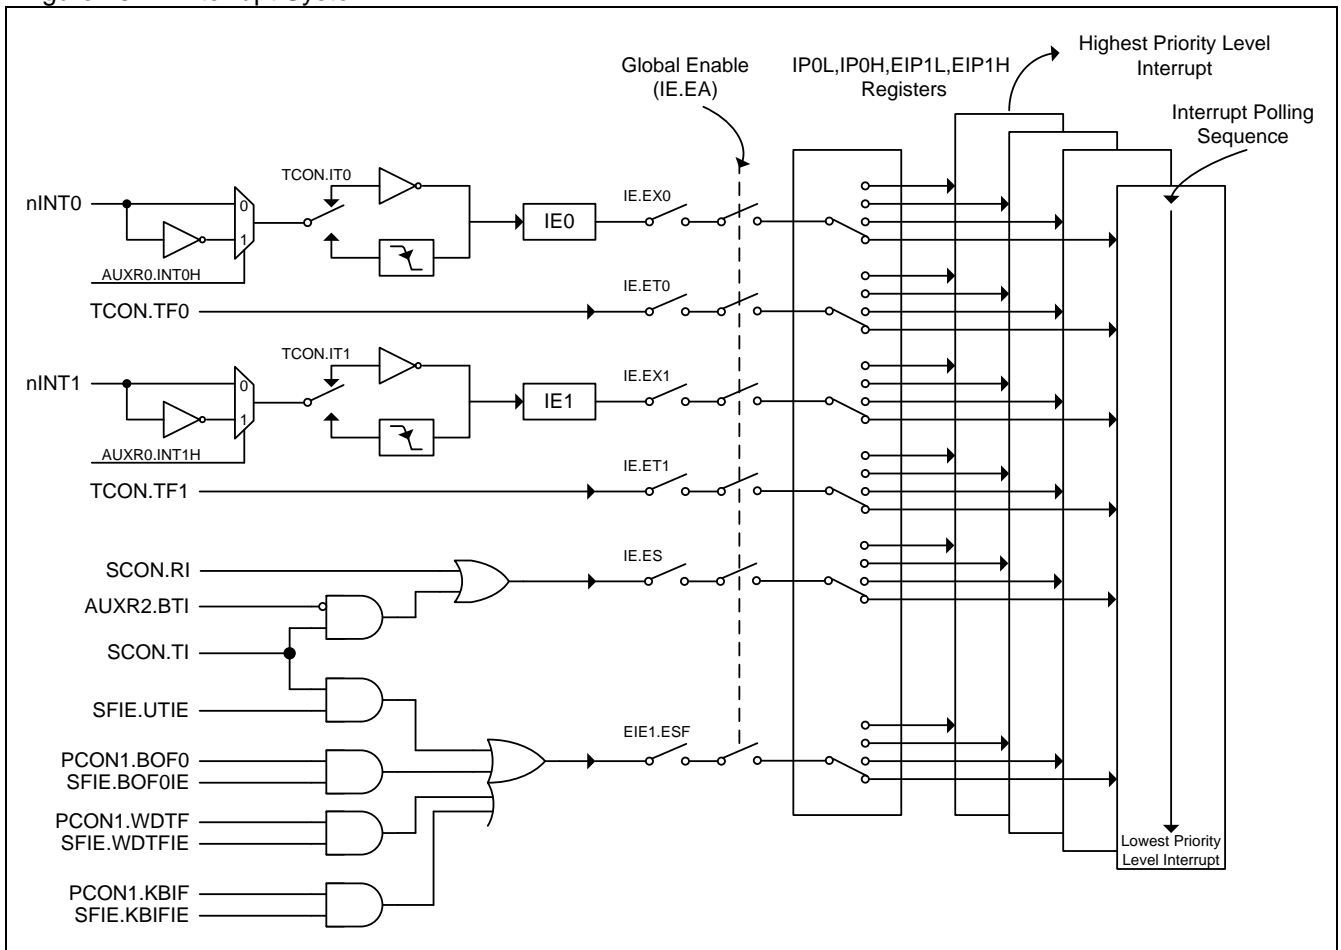 Highest Priority Level
Interrupt
Global Enable
(IE.EA)
IP0L,IP0H,EIP1L,EIP1H
Registers
Interrupt Polling
Sequence
nINT0
0
1
AUXR0.INT0H
TCON.IT0
IE0
IE.EX0
TCON.TF0
IE.ET0
nINT1
0
1
AUXR0.INT1H
TCON.IT1
IE1
IE.EX1
TCON.TF1
IE.ET1
SCON.RI
AUXR2.BTI
SCON.TI
IE.ES
SFIE.UTIE
PCON1.BOF0
SFIE.BOF0IE
PCON1.WDTF
SFIE.WDTFIE
PCON1.KBIF
SFIE.KBIFIE
EIE1.ESF
Lowest Priority
Level Interrupt